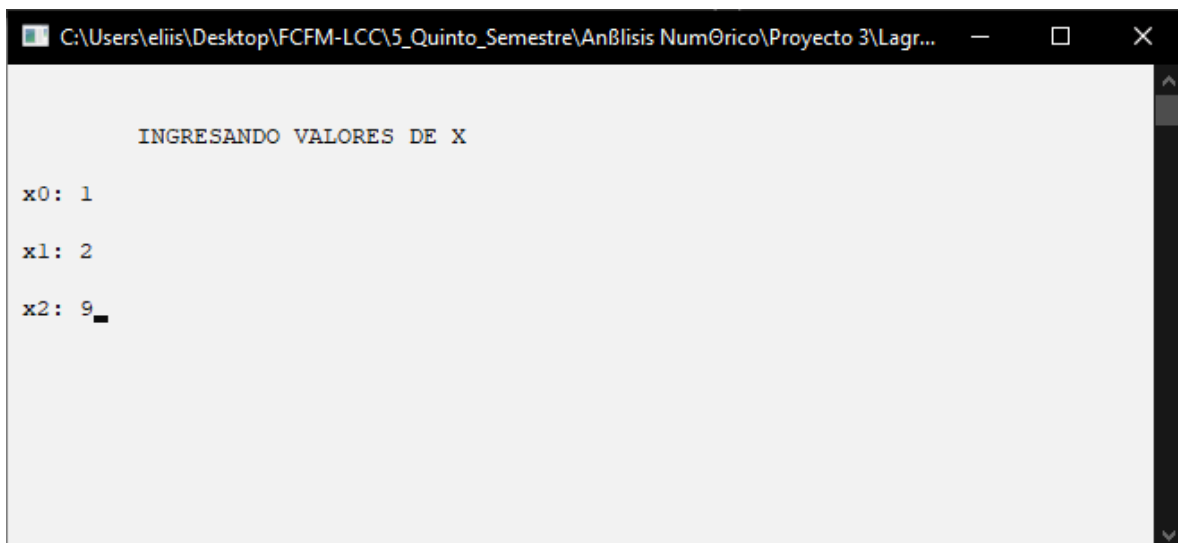 C:\Users\eliis\Desktop\FCFM-LCC\5_Quinto_Semestre\Anßlisis NumΘrico\Proyecto 3\Lagr...
INGRESANDO VALORES DE X
x0: 1
x1: 2
x2: 9